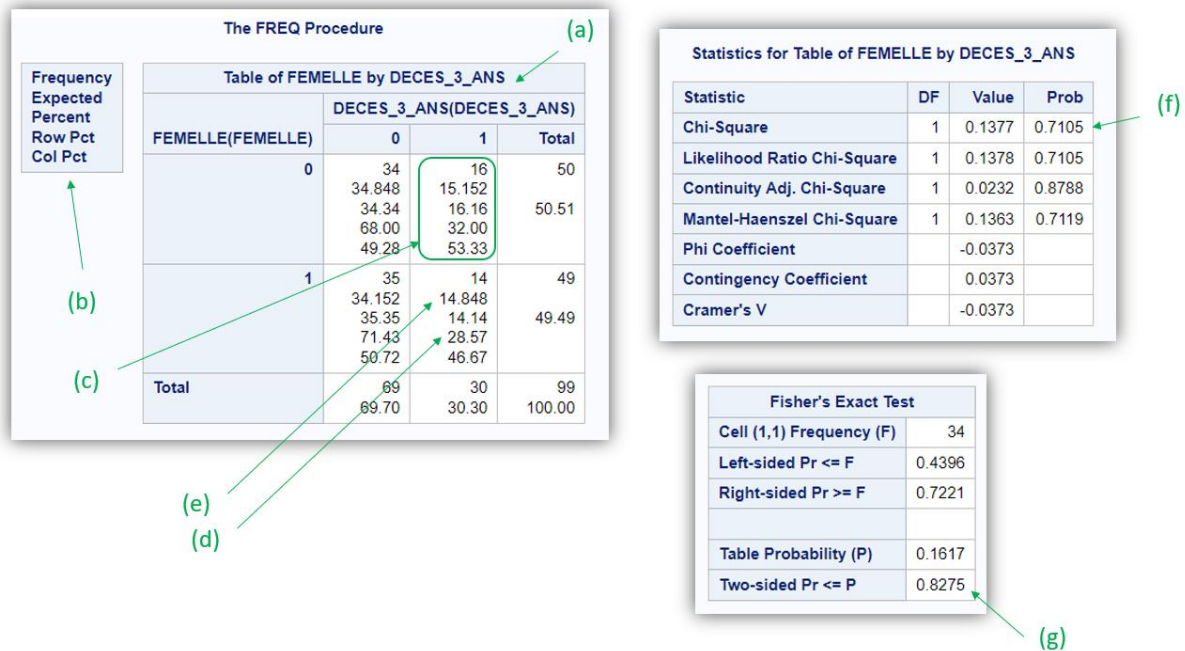 The FREQ Procedure
(a)
Frequency
Expected
Percent
Row Pct
Col Pct
(b)
Table of FEMELLE by DECES_3_ANS
DECES_3_ANS(DECES_3_ANS)
FEMELLE(FEMELLE) 0 1 Total
0 34 16 50
34.848 15.152
34.34 16.16 50.51
68.00 32.00
49.28 53.33
1 35 14 49
34.152 14.848
35.35 14.14 49.49
71.43 28.57
50.72 46.67
Total 69 30 99
69.70 30.30 100.00
(c)
(e)
(d)
Statistics for Table of FEMELLE by DECES_3_ANS
Statistic DF Value Prob
Chi-Square 1 0.1377 0.7105
Likelihood Ratio Chi-Square 1 0.1378 0.7105
Continuity Adj. Chi-Square 1 0.0232 0.8788
Mantel-Haenszel Chi-Square 1 0.1363 0.7119
Phi Coefficient -0.0373
Contingency Coefficient 0.0373
Cramer's V -0.0373
(f)
Fisher's Exact Test
Cell (1,1) Frequency (F) 34
Left-sided Pr <= F 0.4396
Right-sided Pr >= F 0.7221
Table Probability (P) 0.1617
Two-sided Pr <= P 0.8275
(g)